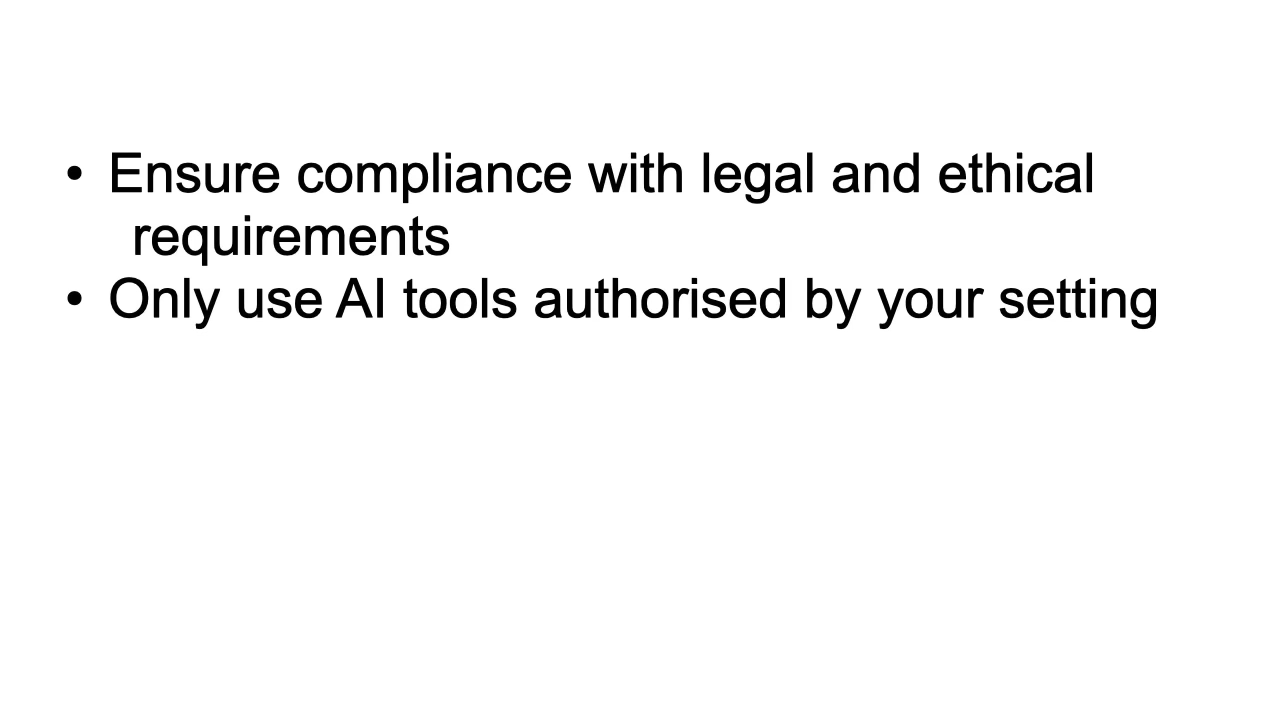 • Ensure compliance with legal and ethical
requirements
• Only use AI tools authorised by your setting